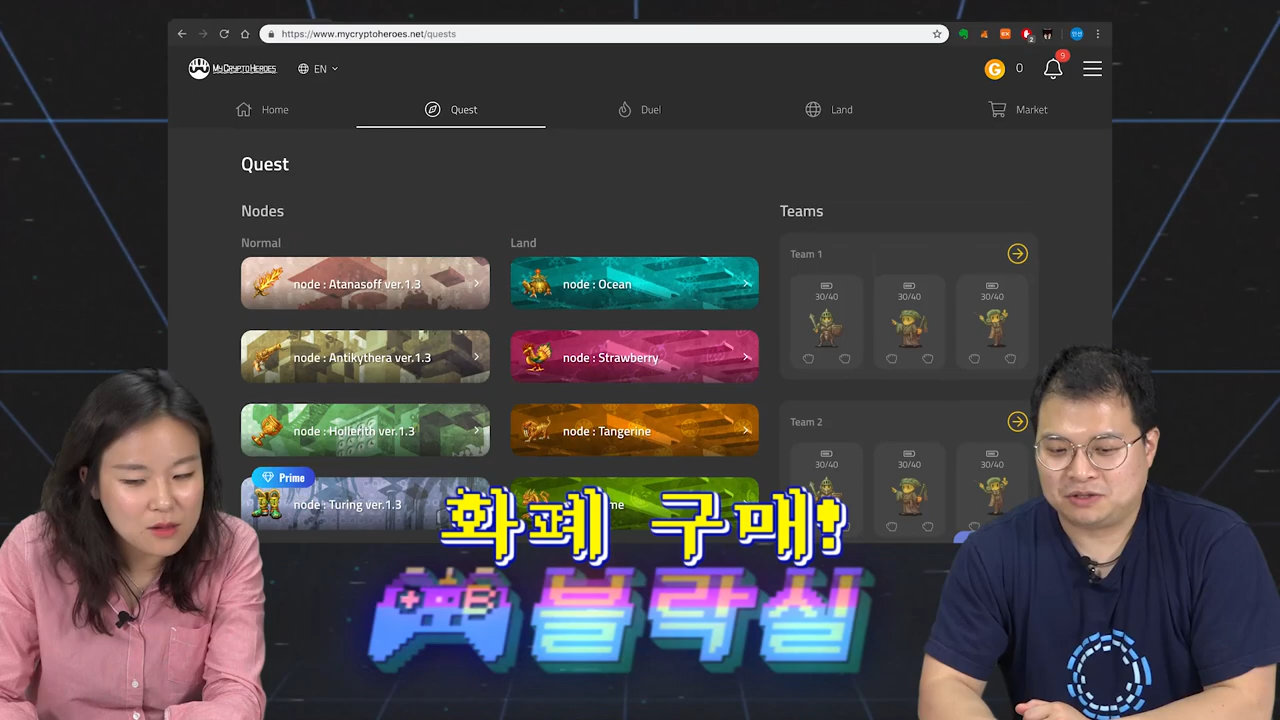 https://www.mycryptoheroes.net/quests
2
MYCRYPTOHEROES
EN
G
0
9
Home
Quest
Duel
Land
Market
Quest
Nodes
Teams
Normal
Land
Team 1
node : Atanasoff ver.1.3
node : Ocean
30/40
30/40
30/40
node : Antikythera ver.1.3
node : Strawberry
node : Hollerith ver.1.3
node : Tangerine
Team 2
30/40
30/40
30/40
Prime
node : Turing ver.1.3
화폐 구매!
B
블락실